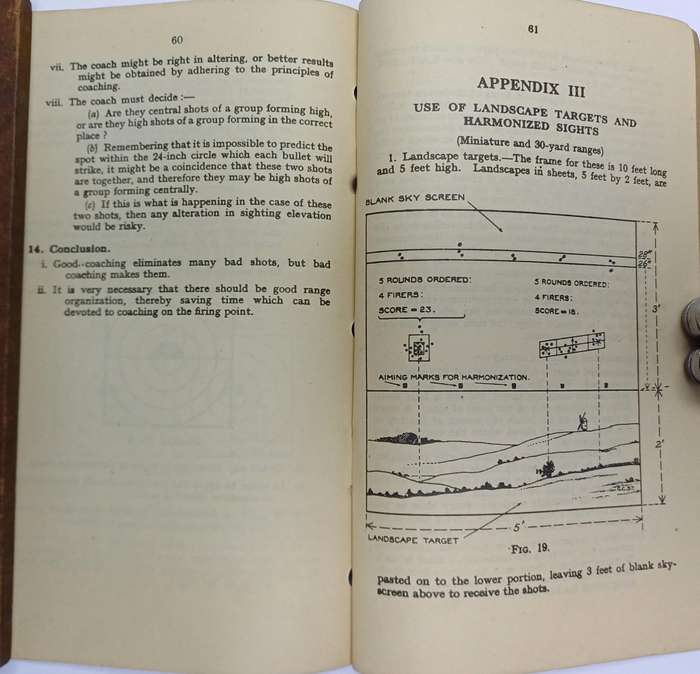 60
vii. The coach might be right in altering, or better results
might be obtained by adhering to the principles of
coaching.
viii. The coach must decide :—
(a) Are they central shots of a group forming high,
or are they high shots of a group forming in the correct
place ?
(b) Remembering that it is impossible to predict the
spot within the 24-inch circle which each bullet will
strike, it might be a coincidence that these two shots
are together, and therefore they may be high shots of
a group forming centrally.
(c) If this is what is happening in the case of these
two shots, then any alteration in sighting elevation
would be risky.
14. Conclusion.
i. Good coaching eliminates many bad shots, but bad
coaching makes them.
ii. It is very necessary that there should be good range
organization, thereby saving time which can be
devoted to coaching on the firing point.
61
APPENDIX III
USE OF LANDSCAPE TARGETS AND
HARMONIZED SIGHTS
(Miniature and 30-yard ranges)
1. Landscape targets.—The frame for these is 10 feet long
and 5 feet high. Landscapes in sheets, 5 feet by 2 feet, are
BLANK SKY SCREEN
28"
26"
5 ROUNDS ORDERED:
4 FIRERS:
SCORE = 23.
5 ROUNDS ORDERED:
4 FIRERS:
SCORE = 18.
3'
AIMING MARKS FOR HARMONIZATION.
2'
5'
LANDSCAPE TARGET
FIG. 19.
pasted on to the lower portion, leaving 3 feet of blank sky-
screen above to receive the shots.